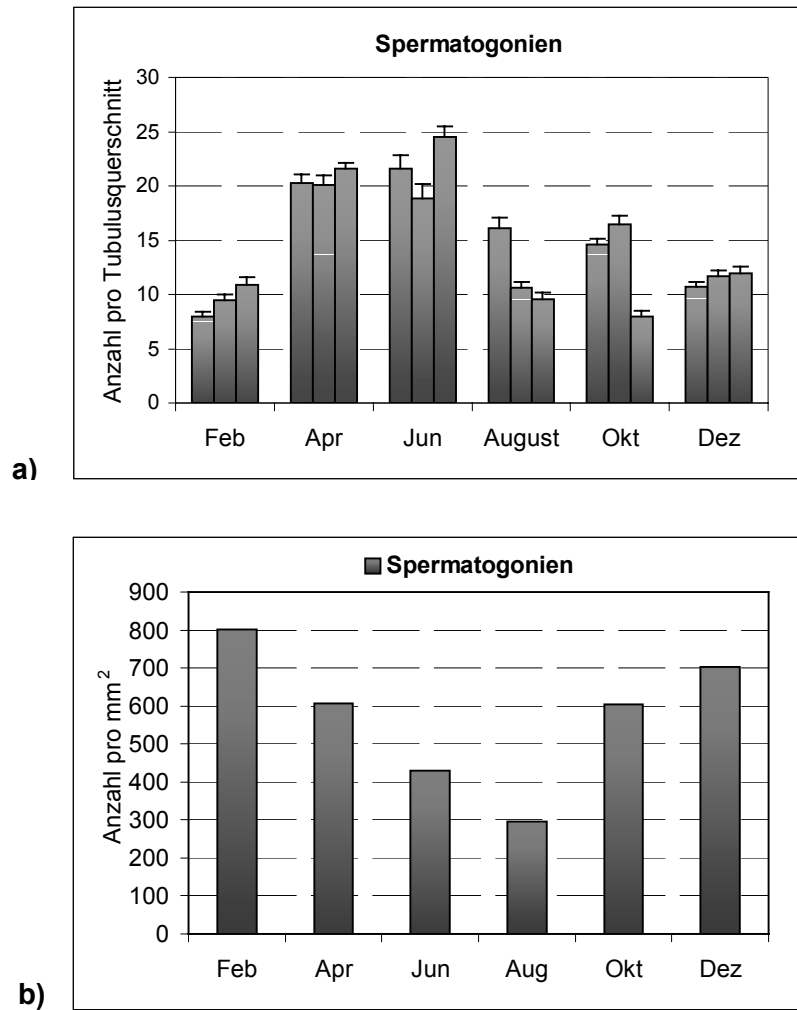 Spermatogonien
Anzahl pro Tubulusquerschnitt
30
25
20
15
10
5
0
Feb Apr Jun August Okt Dez
a)
Spermatogonien
Anzahl pro mm²
900
800
700
600
500
400
300
200
100
0
Feb Apr Jun Aug Okt Dez
b)